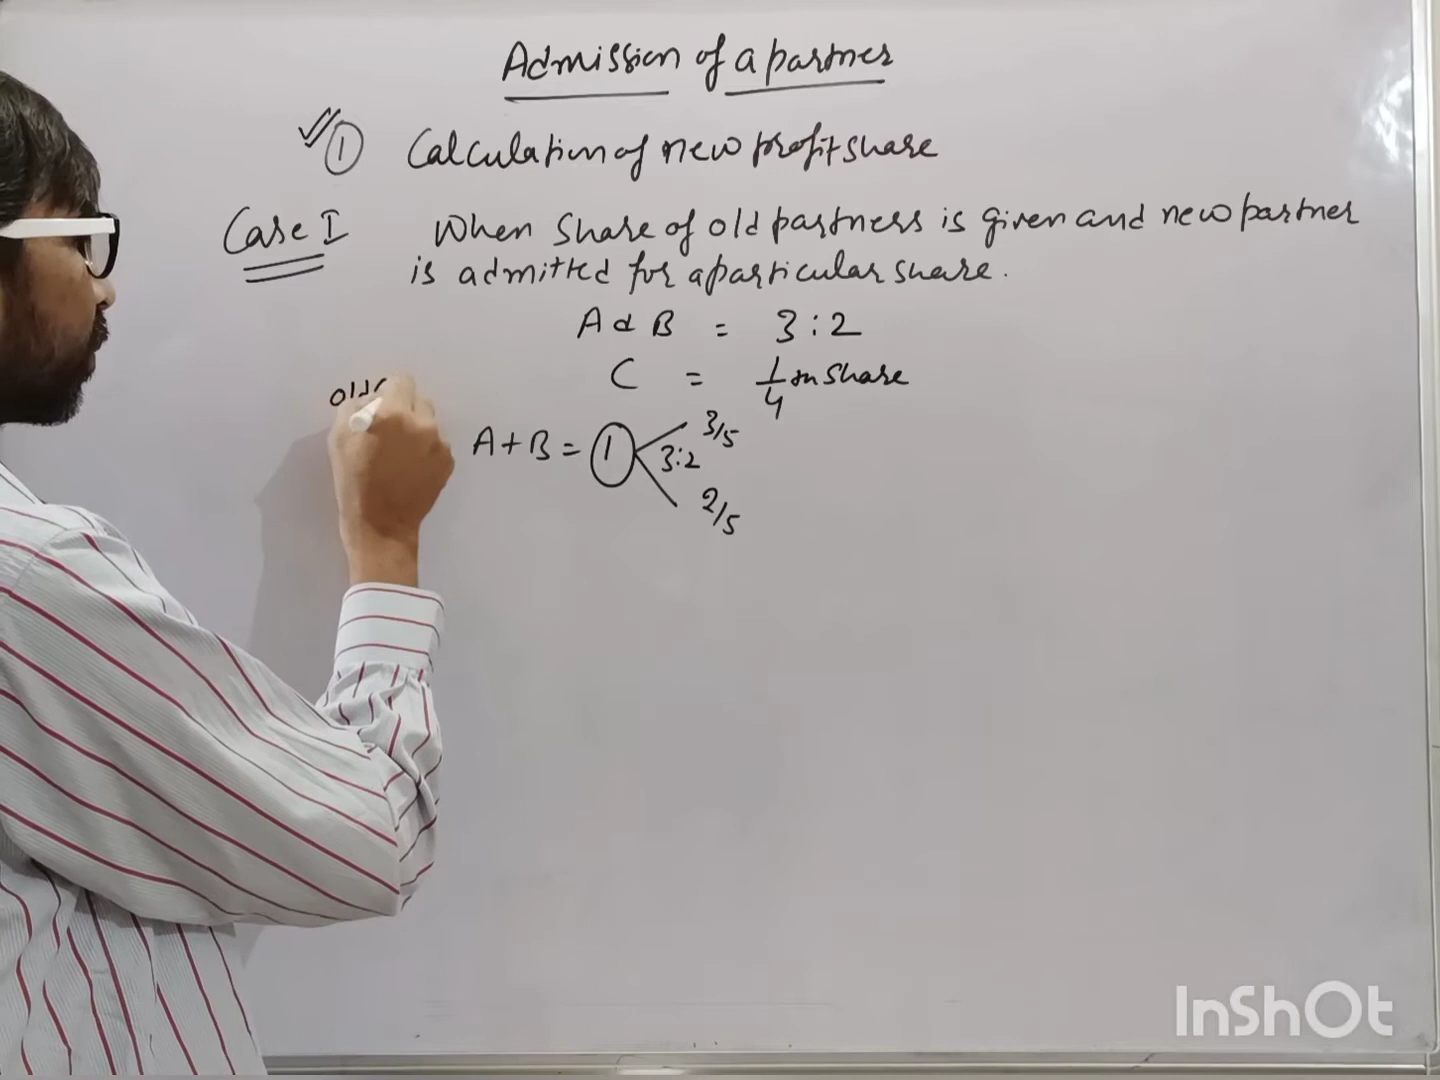 Admission of a partner
① Calculation of new profit share
Case I When share of old partners is given and new partner
is admitted for a particular share.
A & B = 3:2
C = 1/4 th share
old
A+B = 1 3:2 3/5
2/5
InShOt